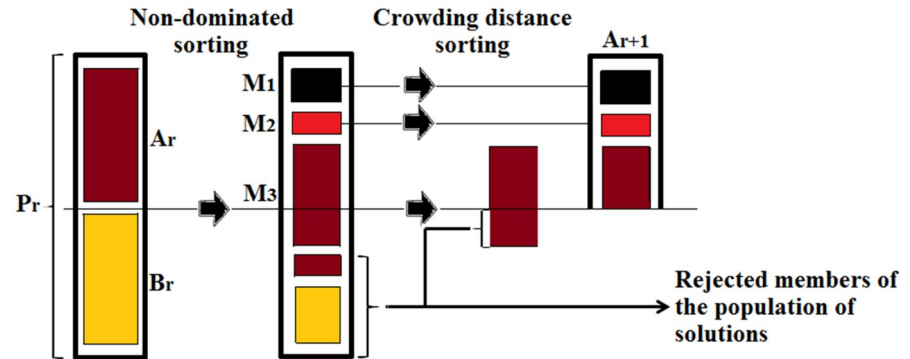 Non-dominated
sorting
Crowding distance
sorting
Ar+1
M1
M2
Ar
M3
Pr
Br
Rejected members of
the population of
solutions